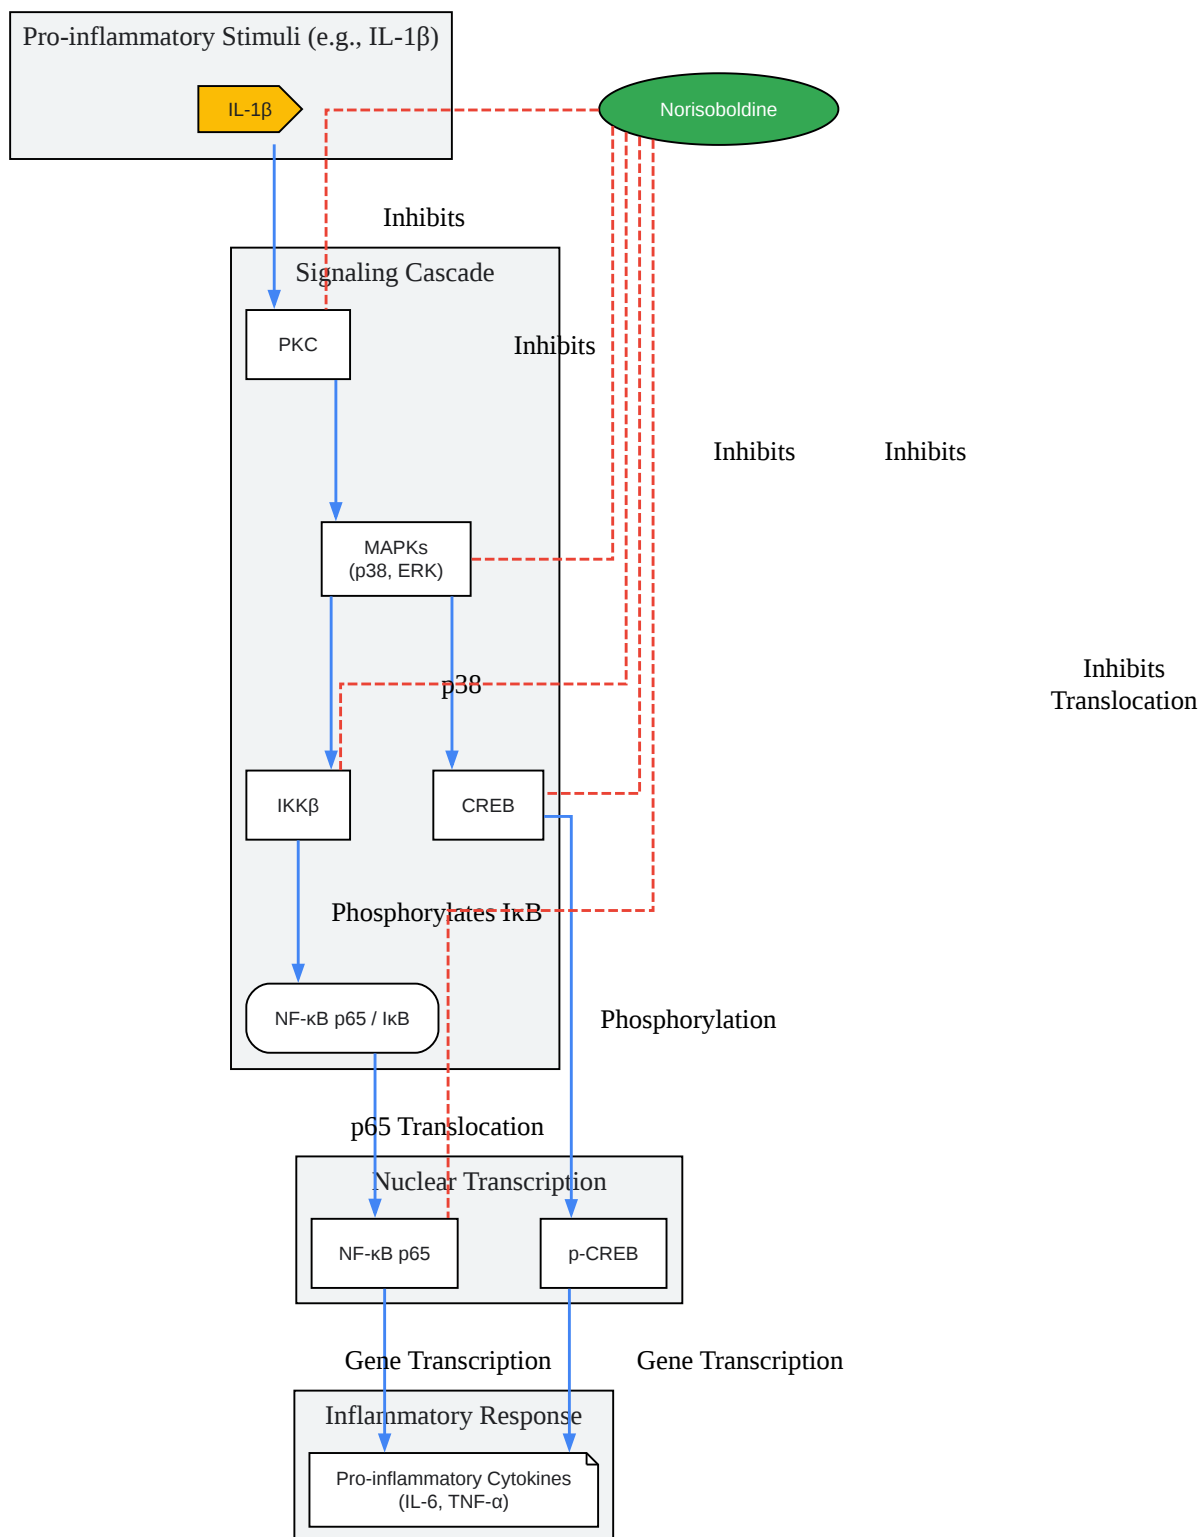 Pro-inflammatory Stimuli (e.g., IL-1β)
IL-1β
Norisoboldine
Inhibits
Signaling Cascade
PKC
Inhibits
Inhibits
Inhibits
MAPKs
(p38, ERK)
p38
Inhibits
Translocation
IKKβ
CREB
Phosphorylates IκB
NF-κB p65 / IκB
Phosphorylation
p65 Translocation
Nuclear Transcription
NF-κB p65
p-CREB
Gene Transcription
Gene Transcription
Inflammatory Response
Pro-inflammatory Cytokines
(IL-6, TNF-α)